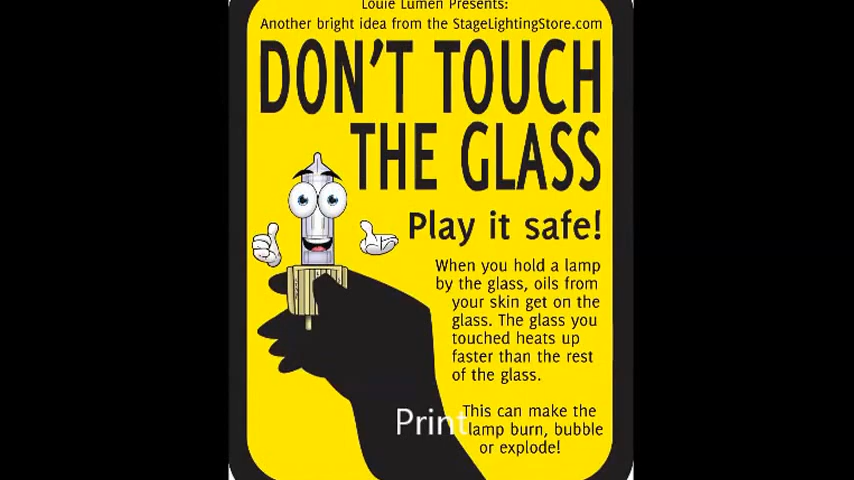 Louie Lumen Presents:
Another bright idea from the StageLightingStore.com
DON'T TOUCH
THE GLASS
Play it safe!
When you hold a lamp
by the glass, oils from
your skin get on the
glass. The glass you
touched heats up
faster than the rest
of the glass.
This can make the
lamp burn, bubble
or explode!
Print